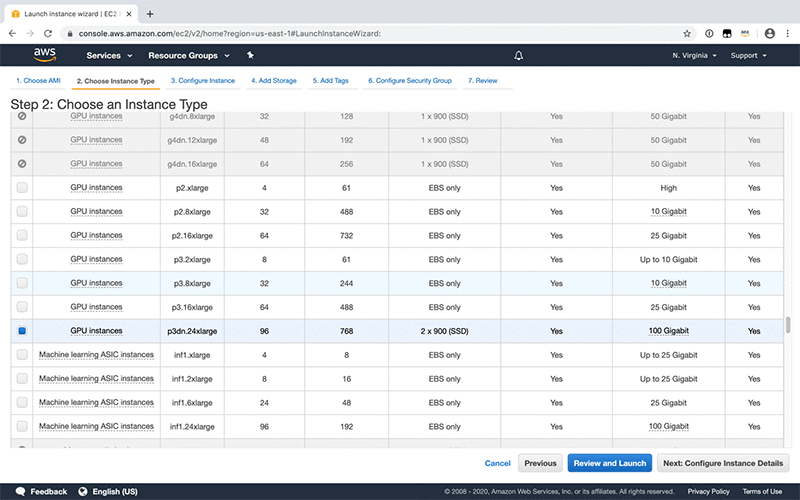 Launch instance wizard | EC2
console.aws.amazon.com/ec2/v2/home?region=us-east-1#LaunchInstanceWizard:
aws Services Resource Groups N. Virginia Support
1. Choose AMI 2. Choose Instance Type 3. Configure Instance 4. Add Storage 5. Add Tags 6. Configure Security Group 7. Review
Step 2: Choose an Instance Type
GPU instances g4dn.8xlarge 32 128 1 x 900 (SSD) Yes 50 Gigabit Yes
GPU instances g4dn.12xlarge 48 192 1 x 900 (SSD) Yes 50 Gigabit Yes
GPU instances g4dn.16xlarge 64 256 1 x 900 (SSD) Yes 50 Gigabit Yes
GPU instances p2.xlarge 4 61 EBS only Yes High Yes
GPU instances p2.8xlarge 32 488 EBS only Yes 10 Gigabit Yes
GPU instances p2.16xlarge 64 732 EBS only Yes 25 Gigabit Yes
GPU instances p3.2xlarge 8 61 EBS only Yes Up to 10 Gigabit Yes
GPU instances p3.8xlarge 32 244 EBS only Yes 10 Gigabit Yes
GPU instances p3.16xlarge 64 488 EBS only Yes 25 Gigabit Yes
GPU instances p3dn.24xlarge 96 768 2 x 900 (SSD) Yes 100 Gigabit Yes
Machine learning ASIC instances inf1.xlarge 4 8 EBS only Yes Up to 25 Gigabit Yes
Machine learning ASIC instances inf1.2xlarge 8 16 EBS only Yes Up to 25 Gigabit Yes
Machine learning ASIC instances inf1.6xlarge 24 48 EBS only Yes 25 Gigabit Yes
Machine learning ASIC instances inf1.24xlarge 96 192 EBS only Yes 100 Gigabit Yes
Cancel Previous Review and Launch Next: Configure Instance Details
Feedback English (US) © 2008 - 2020, Amazon Web Services, Inc. or its affiliates. All rights reserved. Privacy Policy Terms of Use